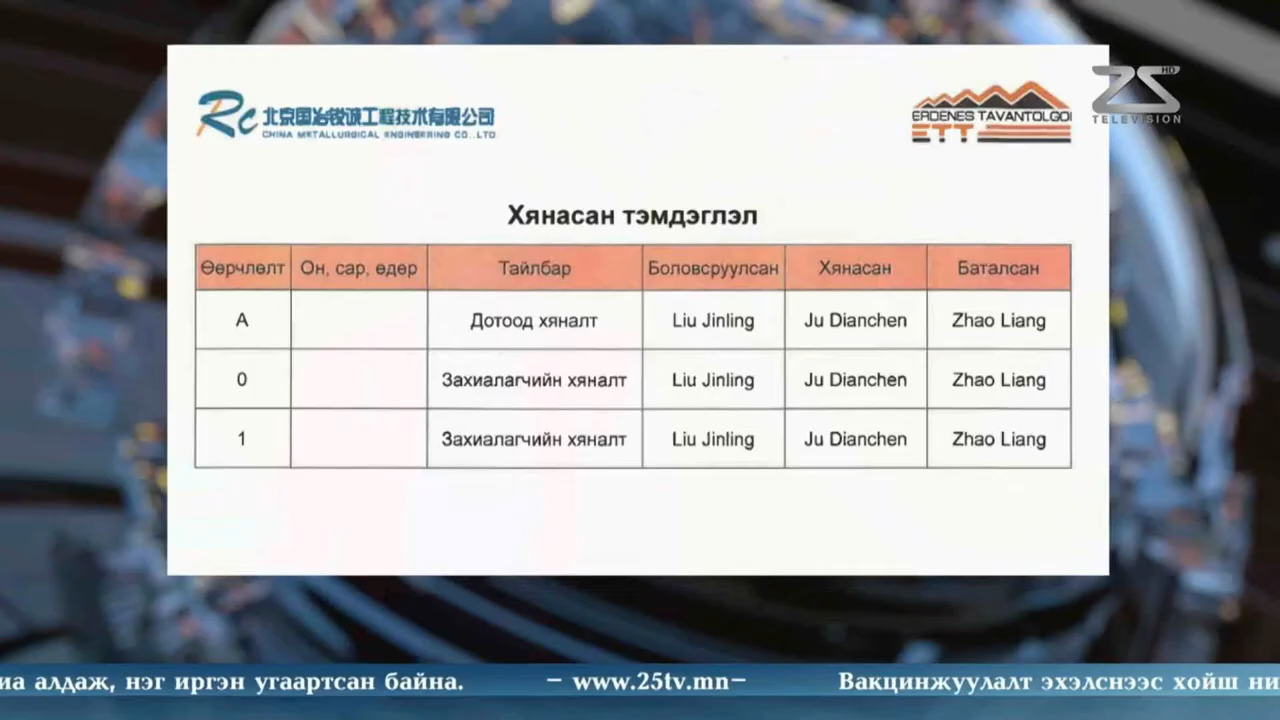 Rc 北京国冶锐诚工程技术有限公司
CHINA METALLURGICAL ENGINEERING CO., LTD
ERDENES TAVANTOLGOI
ETT
25 HD
TELEVISION
Хянасан тэмдэглэл
Өөрчлөлт Он, сар, өдөр Тайлбар Боловсруулсан Хянасан Баталсан
A Дотоод хяналт Liu Jinling Ju Dianchen Zhao Liang
0 Захиалагчийн хяналт Liu Jinling Ju Dianchen Zhao Liang
1 Захиалагчийн хяналт Liu Jinling Ju Dianchen Zhao Liang
иа алдаж, нэг иргэн угаартсан байна. – www.25tv.mn– Вакцинжуулалт эхэлснээс хойш ни